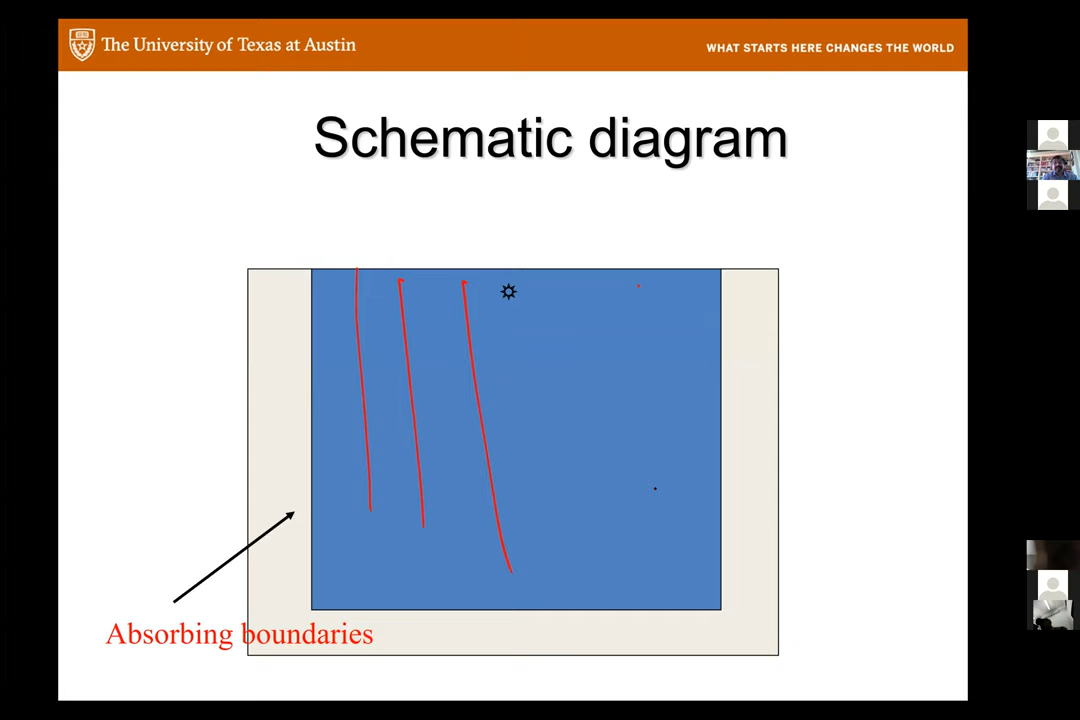 The University of Texas at Austin
WHAT STARTS HERE CHANGES THE WORLD
Schematic diagram
Absorbing boundaries